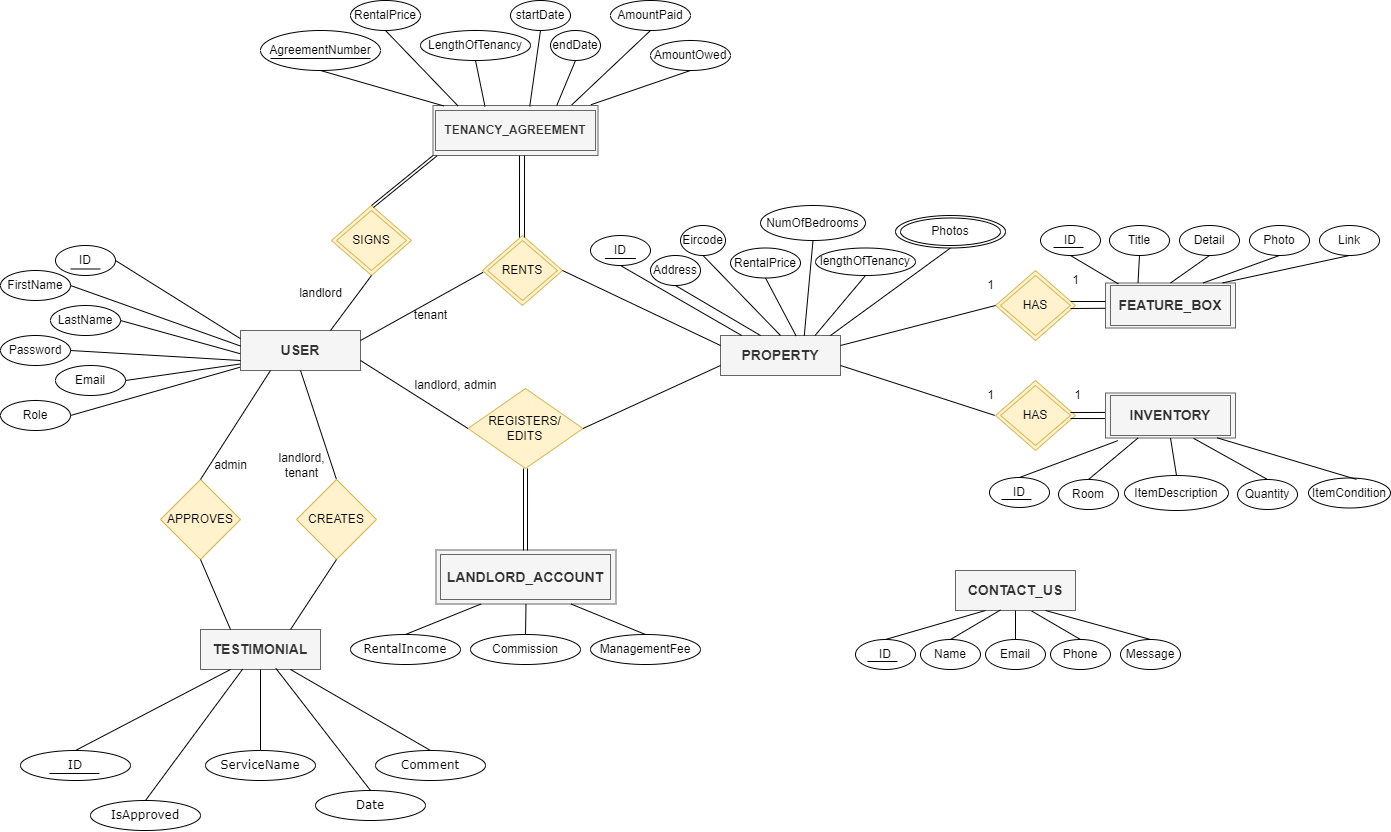 RentalPrice
startDate
AmountPaid
AgreementNumber
LengthOfTenancy
endDate
AmountOwed
TENANCY_AGREEMENT
SIGNS
RENTS
landlord
tenant
ID
FirstName
LastName
Password
Email
Role
USER
ID
Address
Eircode
RentalPrice
NumOfBedrooms
lengthOfTenancy
Photos
PROPERTY
1
HAS
1
ID
Title
Detail
Photo
Link
FEATURE_BOX
1
HAS
1
INVENTORY
ID
Room
ItemDescription
Quantity
ItemCondition
landlord, admin
REGISTERS/
EDITS
admin
landlord,
tenant
APPROVES
CREATES
LANDLORD_ACCOUNT
RentalIncome
Commission
ManagementFee
CONTACT_US
ID
Name
Email
Phone
Message
TESTIMONIAL
ID
IsApproved
ServiceName
Date
Comment